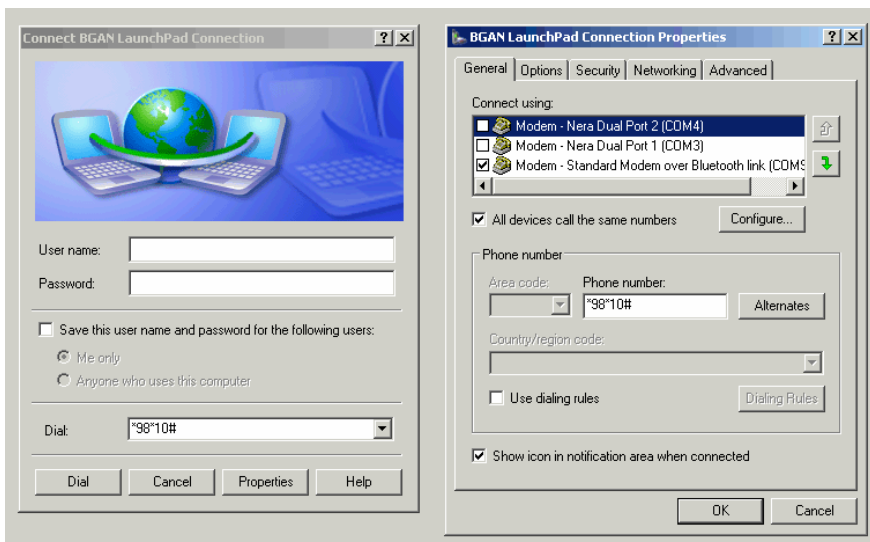 Connect BGAN LaunchPad Connection
User name:
Password:
Save this user name and password for the following users:
Me only
Anyone who uses this computer
Dial: *98*10#
Dial Cancel Properties Help
BGAN LaunchPad Connection Properties
General Options Security Networking Advanced
Connect using:
Modem - Nera Dual Port 2 (COM4)
Modem - Nera Dual Port 1 (COM3)
Modem - Standard Modem over Bluetooth link (COM9
All devices call the same numbers Configure...
Phone number
Area code: Phone number:
*98*10# Alternates
Country/region code:
Use dialing rules Dialing Rules
Show icon in notification area when connected
OK Cancel